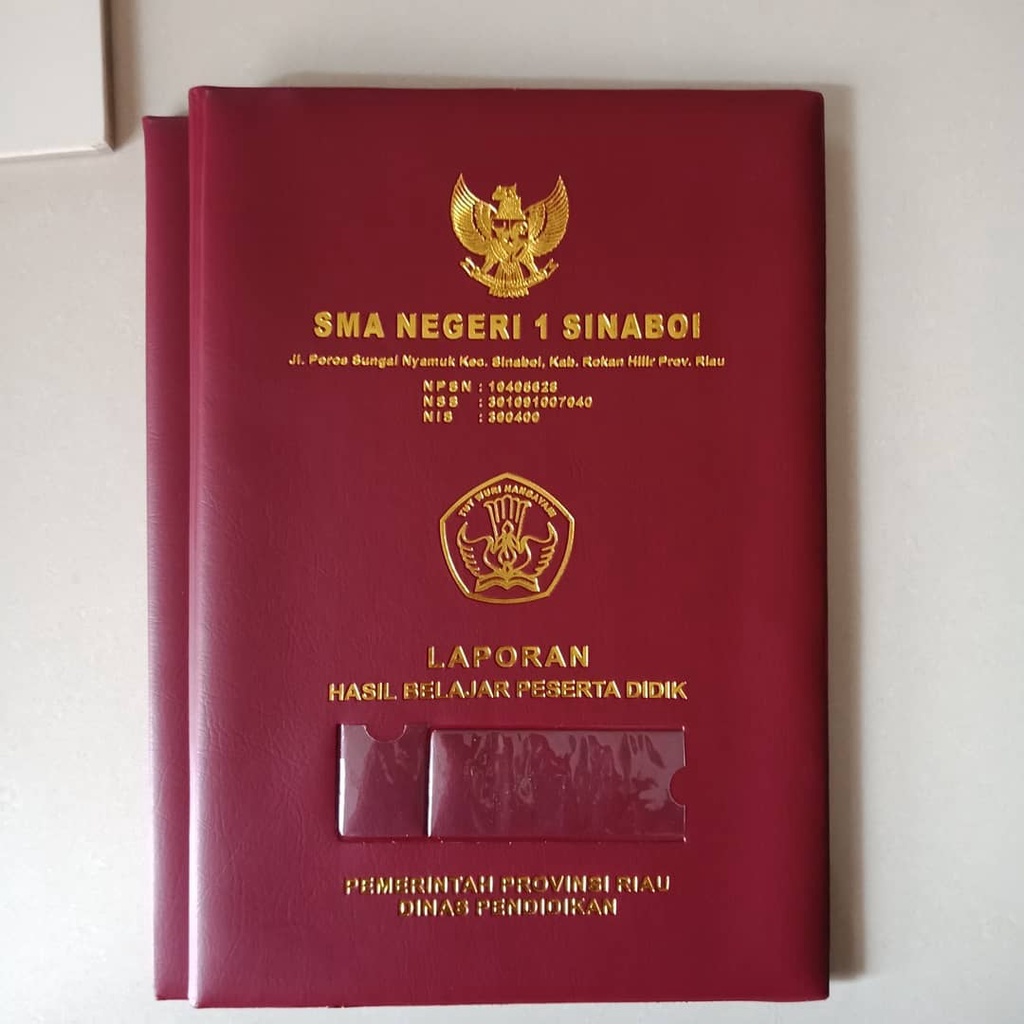 SMA NEGERI 1 SINABOI
Jl. Poros Sungai Nyamuk Kec. Sinaboi, Kab. Rokan Hilir Prov. Riau
NPSN : 10405628
NSS : 301091007040
NIS : 300400
TUT WURI HANDAYANI
LAPORAN
HASIL BELAJAR PESERTA DIDIK
PEMERINTAH PROVINSI RIAU
DINAS PENDIDIKAN